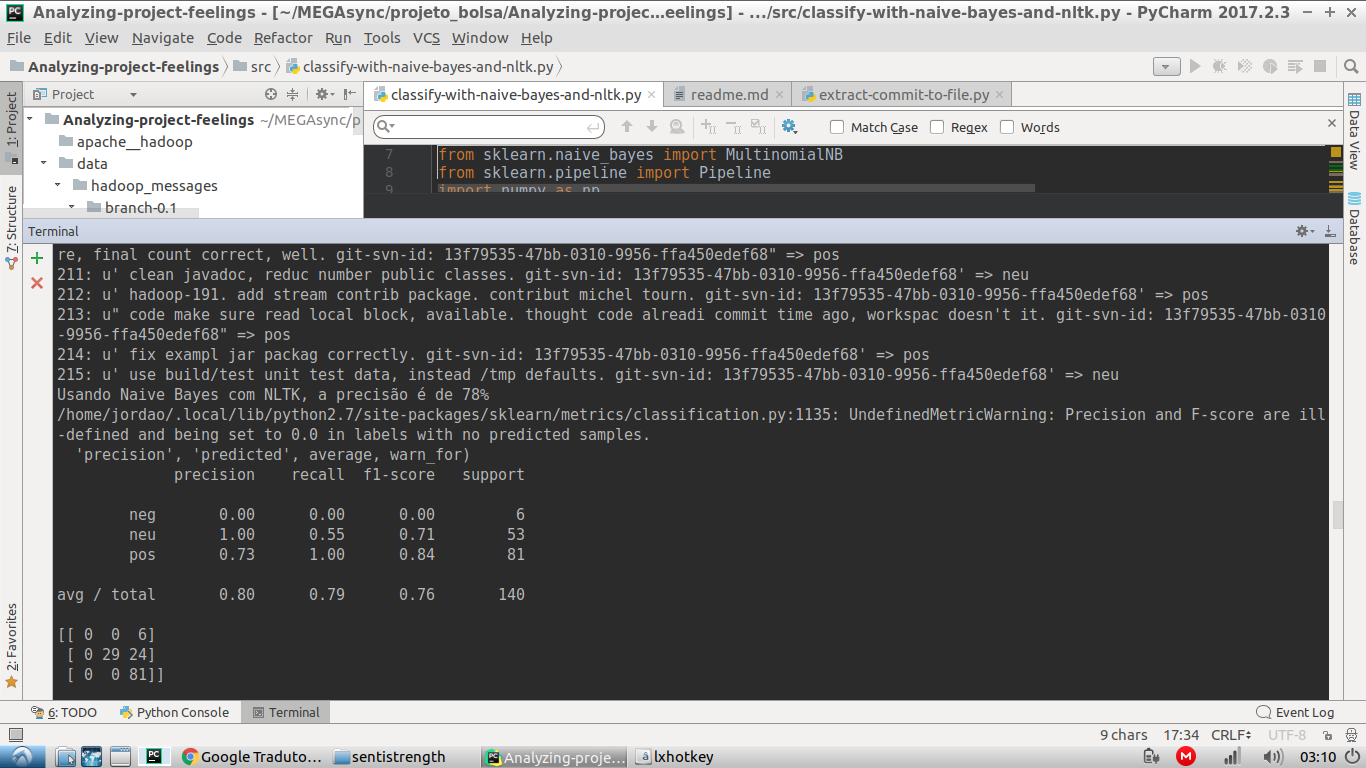 Analyzing-project-feelings - [~/MEGAsync/projeto_bolsa/Analyzing-projec...eelings] - .../src/classify-with-naive-bayes-and-nltk.py - PyCharm 2017.2.3
File Edit View Navigate Code Refactor Run Tools VCS Window Help
Analyzing-project-feelings src classify-with-naive-bayes-and-nltk.py
1: Project
7: Structure
2: Favorites
Project
Analyzing-project-feelings ~/MEGAsync/p
apache__hadoop
data
hadoop_messages
branch-0.1
classify-with-naive-bayes-and-nltk.py readme.md extract-commit-to-file.py
Match Case Regex Words
7 from sklearn.naive_bayes import MultinomialNB
8 from sklearn.pipeline import Pipeline
9 import numpy as np
Data View
Database
Terminal
re, final count correct, well. git-svn-id: 13f79535-47bb-0310-9956-ffa450edef68" => pos
211: u' clean javadoc, reduc number public classes. git-svn-id: 13f79535-47bb-0310-9956-ffa450edef68' => neu
212: u' hadoop-191. add stream contrib package. contribut michel tourn. git-svn-id: 13f79535-47bb-0310-9956-ffa450edef68' => pos
213: u" code make sure read local block, available. thought code alreadi commit time ago, workspac doesn't it. git-svn-id: 13f79535-47bb-0310
-9956-ffa450edef68" => pos
214: u' fix exampl jar packag correctly. git-svn-id: 13f79535-47bb-0310-9956-ffa450edef68' => pos
215: u' use build/test unit test data, instead /tmp defaults. git-svn-id: 13f79535-47bb-0310-9956-ffa450edef68' => neu
Usando Naive Bayes com NLTK, a precisão é de 78%
/home/jordao/.local/lib/python2.7/site-packages/sklearn/metrics/classification.py:1135: UndefinedMetricWarning: Precision and F-score are ill
-defined and being set to 0.0 in labels with no predicted samples.
'precision', 'predicted', average, warn_for)
precision recall f1-score support
neg 0.00 0.00 0.00 6
neu 1.00 0.55 0.71 53
pos 0.73 1.00 0.84 81
avg / total 0.80 0.79 0.76 140
[[ 0 0 6]
[ 0 29 24]
[ 0 0 81]]
6: TODO Python Console Terminal Event Log
9 chars 17:34 CRLF UTF-8
Google Traduto... sentistrength Analyzing-proje... lxhotkey 03:10